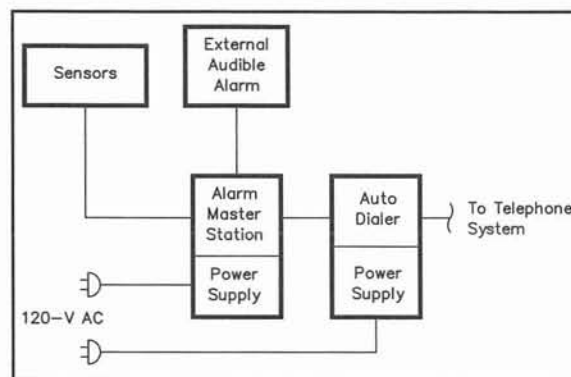 Sensors
External
Audible
Alarm
Alarm
Master
Station
Auto
Dialer
To Telephone
System
Power
Supply
Power
Supply
120-V AC